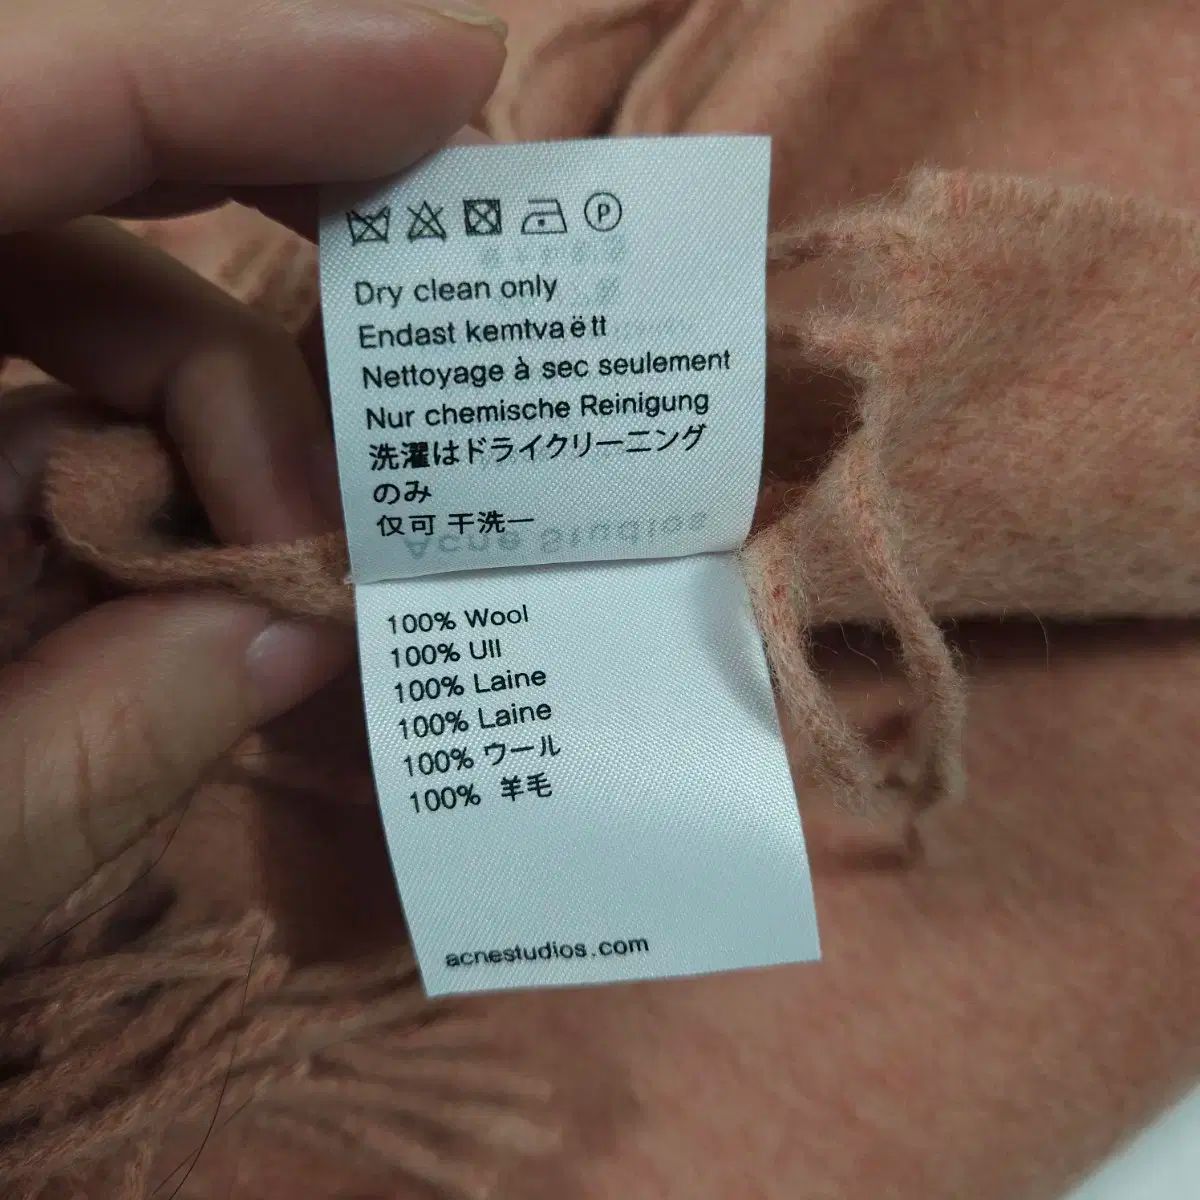 P
Dry clean only
Endast kemtvaëtt
Nettoyage à sec seulement
Nur chemische Reinigung
洗濯はドライクリーニング
のみ
仅可 干洗一
100% Wool
100% Ull
100% Laine
100% Laine
100% ウール
100% 羊毛
acnestudios.com